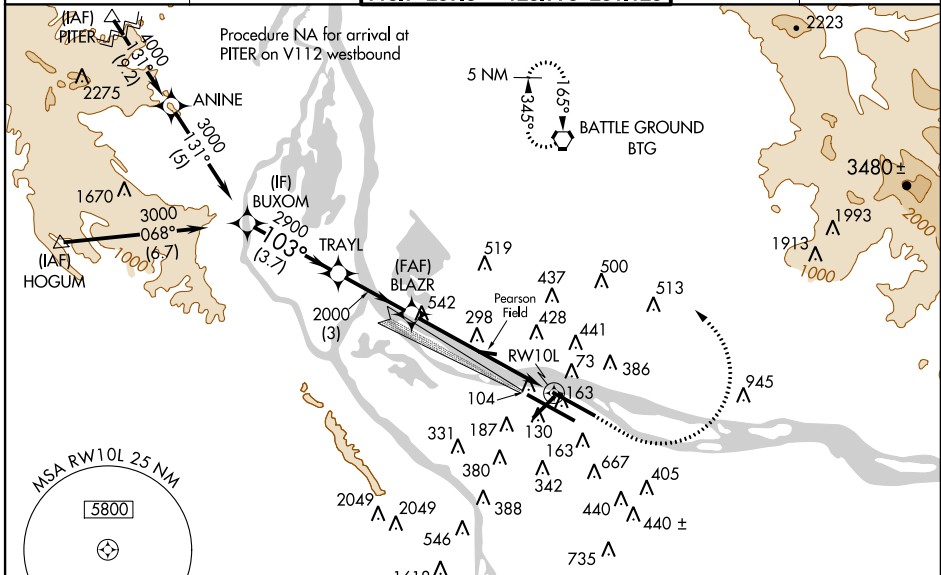 (IAF)
PITER
4000
131°
(9.2)
Procedure NA for arrival at
PITER on V112 westbound
2223
2275
ANINE
3000
131°
(5)
5 NM
345°
165°
BATTLE GROUND
BTG
3480 ±
2000
1993
1913
1000
1670
(IF)
BUXOM
3000
068°
(6.7)
1000
(IAF)
HOGUM
2900
103°
(3.7)
TRAYL
(FAF)
BLAZR
542
2000
(3)
519
437
500
513
298
Pearson
Field
428
441
RW10L
73
386
104
163
945
187
130
163
331
380
342
667
405
440
440 ±
388
2049
2049
546
735
MSA RW10L 25 NM
5800